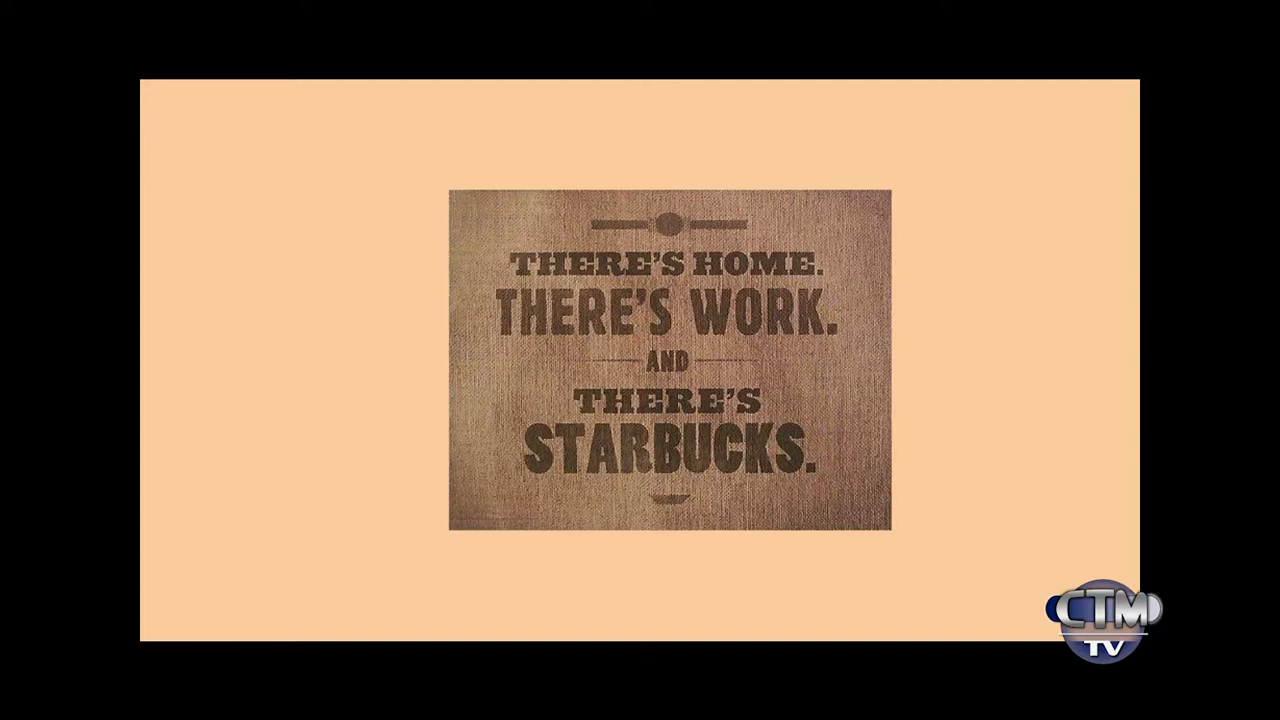 THERE'S HOME.
THERE'S WORK.
AND
THERE'S
STARBUCKS.
CTM
TV